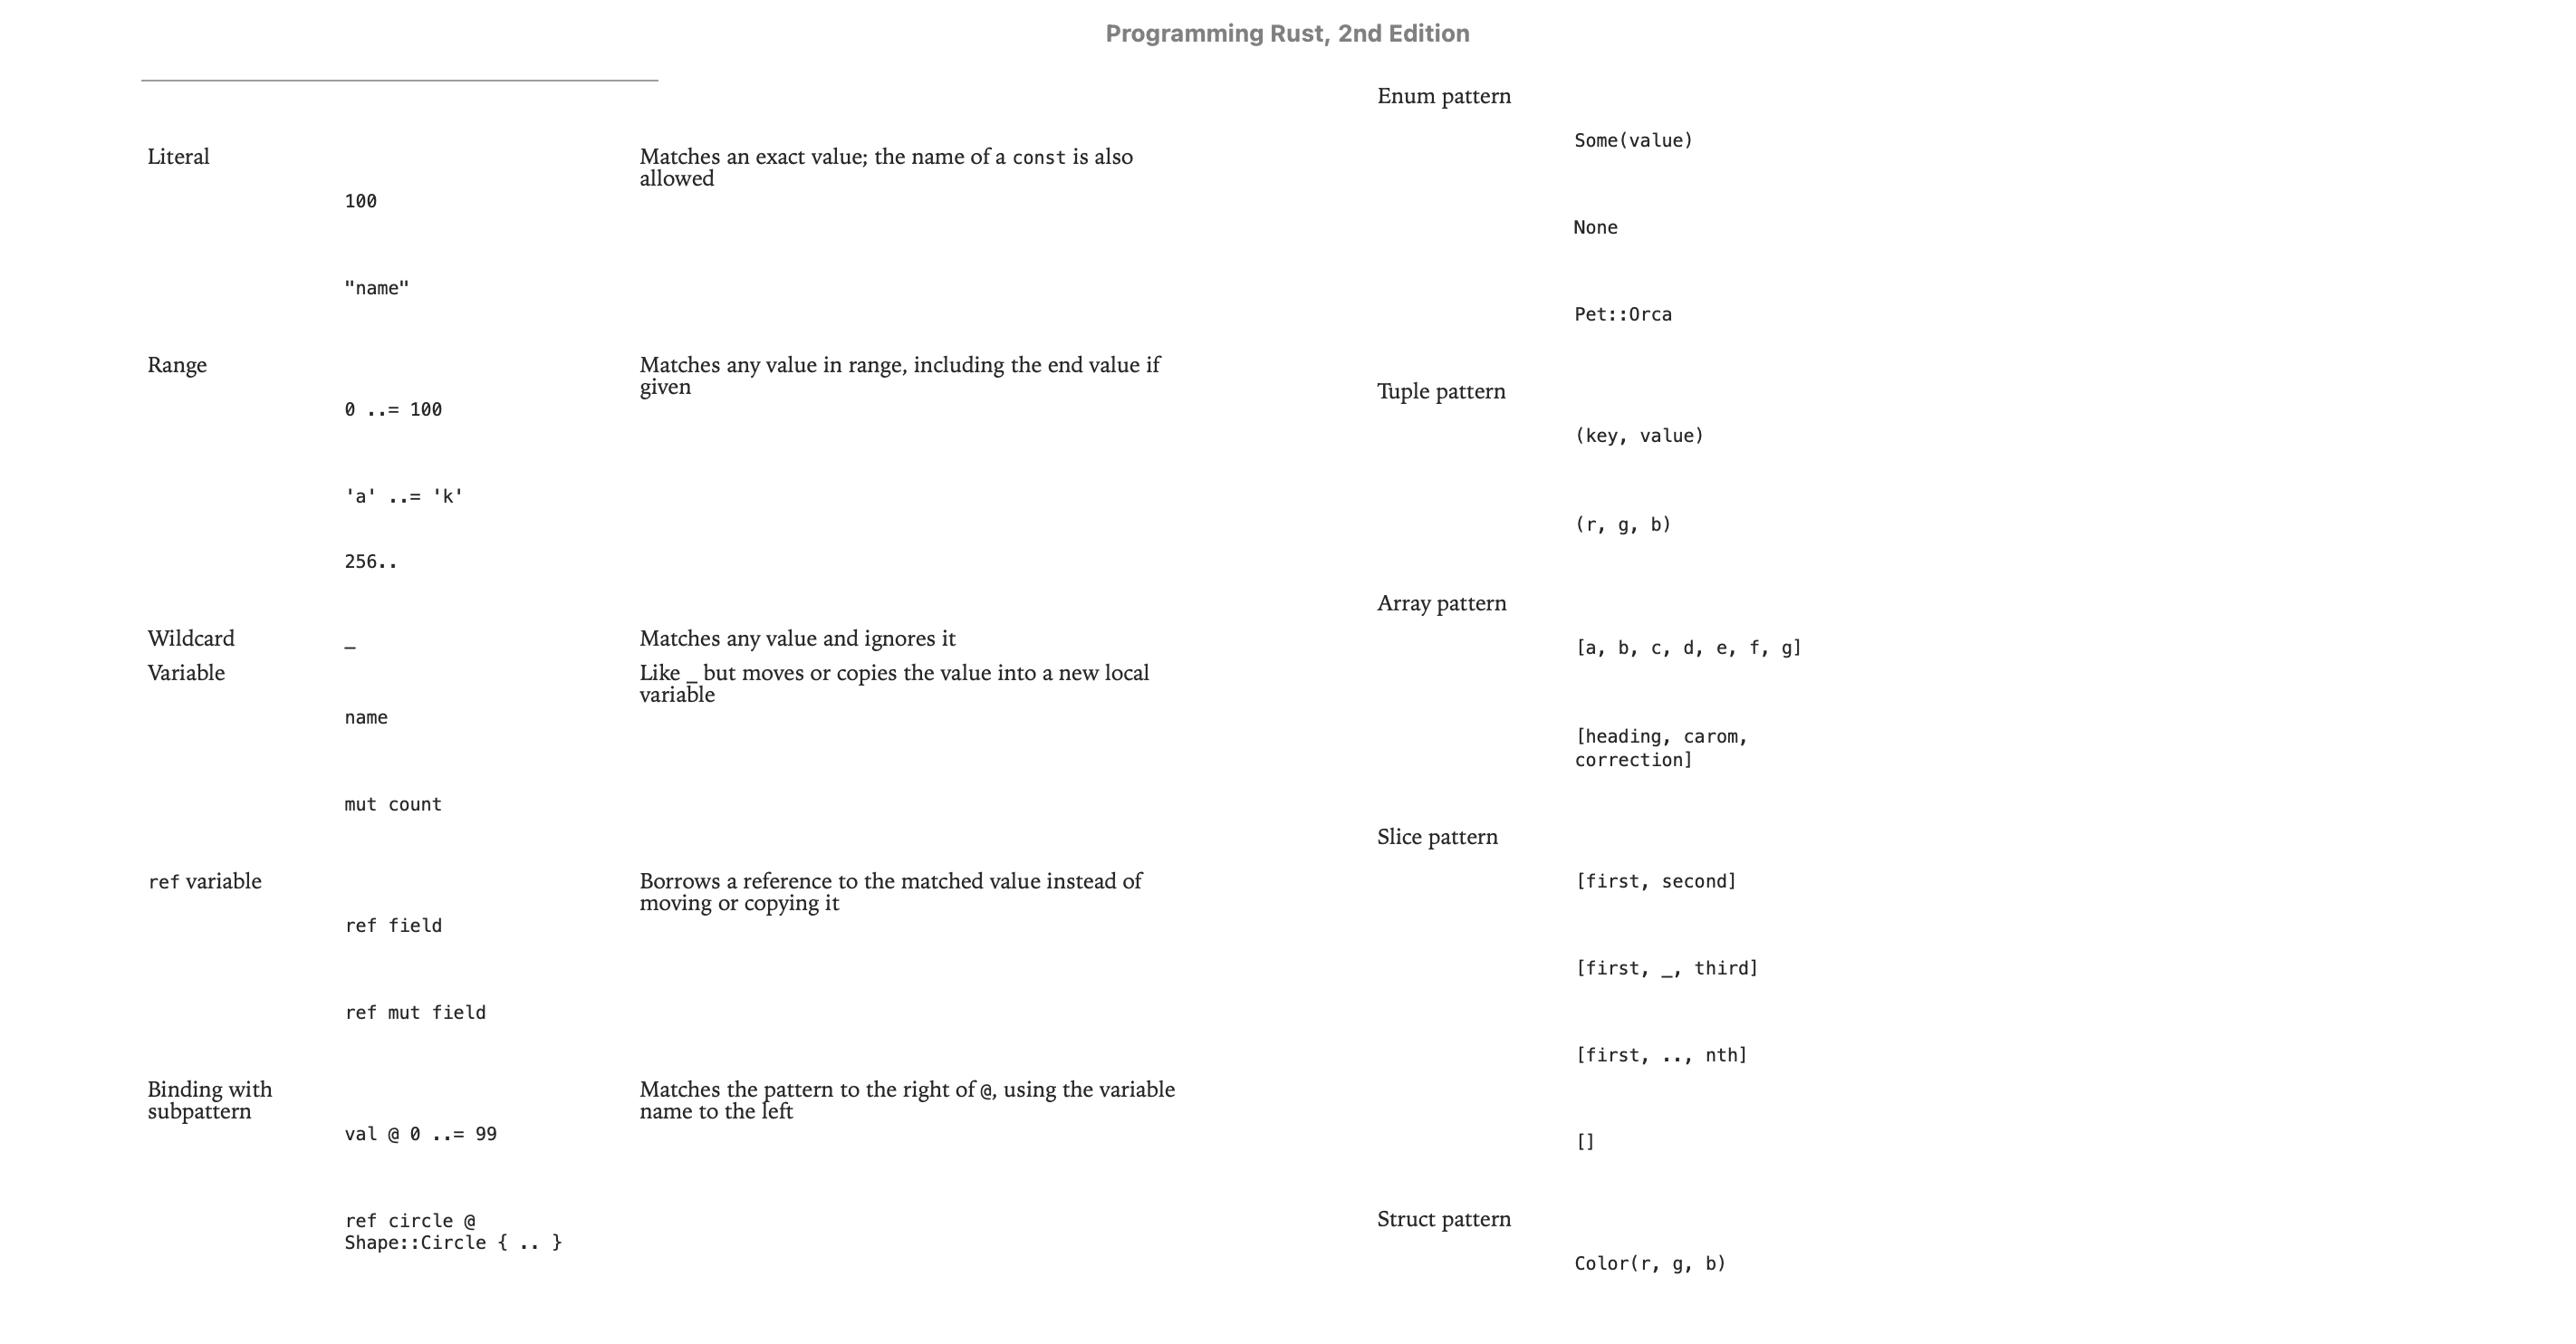 Programming Rust, 2nd Edition
Literal
Matches an exact value; the name of a const is also
allowed
100
"name"
Range
Matches any value in range, including the end value if
given
0 ..= 100
'a' ..= 'k'
256..
Wildcard _ Matches any value and ignores it
Variable
Like _ but moves or copies the value into a new local
variable
name
mut count
ref variable
Borrows a reference to the matched value instead of
moving or copying it
ref field
ref mut field
Binding with
subpattern
Matches the pattern to the right of @, using the variable
name to the left
val @ 0 ..= 99
ref circle @
Shape::Circle { .. }
Enum pattern
Some(value)
None
Pet::Orca
Tuple pattern
(key, value)
(r, g, b)
Array pattern
[a, b, c, d, e, f, g]
[heading, carom,
correction]
Slice pattern
[first, second]
[first, _, third]
[first, .., nth]
[]
Struct pattern
Color(r, g, b)